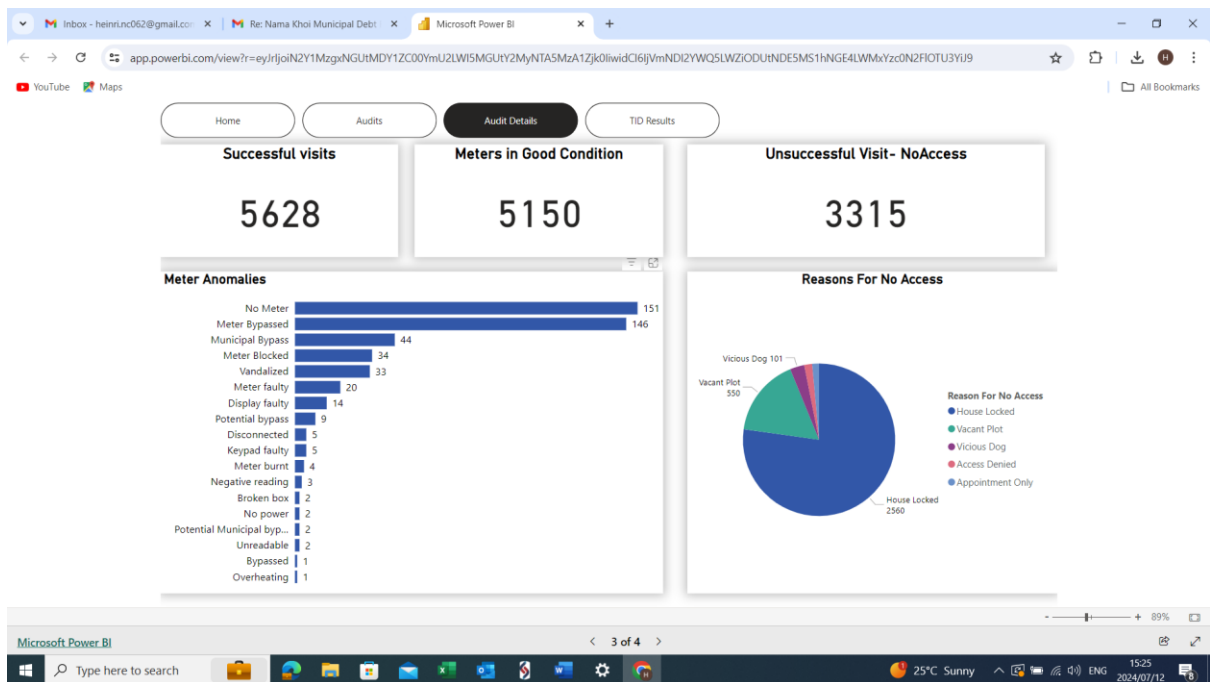 Inbox - heinri.nc062@gmail.con
Re: Nama Khoi Municipal Debt
Microsoft Power BI
YouTube
Maps
All Bookmarks
Home
Audits
Audit Details
TID Results
Successful visits
Meters in Good Condition
Unsuccessful Visit- NoAccess
5628
5150
3315
Meter Anomalies
No Meter 151
Meter Bypassed 146
Municipal Bypass 44
Meter Blocked 34
Vandalized 33
Meter faulty 20
Display faulty 14
Potential bypass 9
Disconnected 5
Keypad faulty 5
Meter burnt 4
Negative reading 3
Broken box 2
No power 2
Potential Municipal byp... 2
Unreadable 2
Bypassed 1
Overheating 1
Reasons For No Access
Vicious Dog 101
Vacant Plot
550
House Locked
2560
Reason For No Access
House Locked
Vacant Plot
Vicious Dog
Access Denied
Appointment Only
- + 89%
Microsoft Power BI
< 3 of 4 >
Type here to search
25°C Sunny
ENG
15:25
2024/07/12